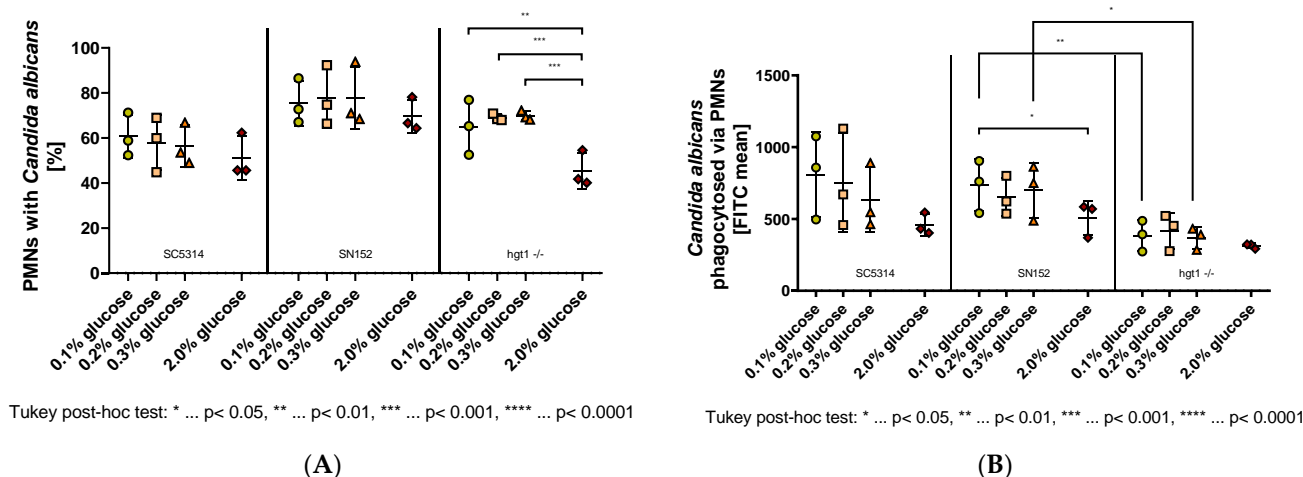 **
***
***
100
80
60
40
20
0
PMNs with Candida albicans
[%]
SC5314
SN152
hgt1 -/-
0.1% glucose
0.2% glucose
0.3% glucose
2.0% glucose
0.1% glucose
0.2% glucose
0.3% glucose
2.0% glucose
0.1% glucose
0.2% glucose
0.3% glucose
2.0% glucose
Tukey post-hoc test: * ... p< 0.05, ** ... p< 0.01, *** ... p< 0.001, **** ... p< 0.0001
(A)
*
**
*
1500
1000
500
0
Candida albicans
phagocytosed via PMNs
[FITC mean]
SC5314
SN152
hgt1 -/-
0.1% glucose
0.2% glucose
0.3% glucose
2.0% glucose
0.1% glucose
0.2% glucose
0.3% glucose
2.0% glucose
0.1% glucose
0.2% glucose
0.3% glucose
2.0% glucose
Tukey post-hoc test: * ... p< 0.05, ** ... p< 0.01, *** ... p< 0.001, **** ... p< 0.0001
(B)